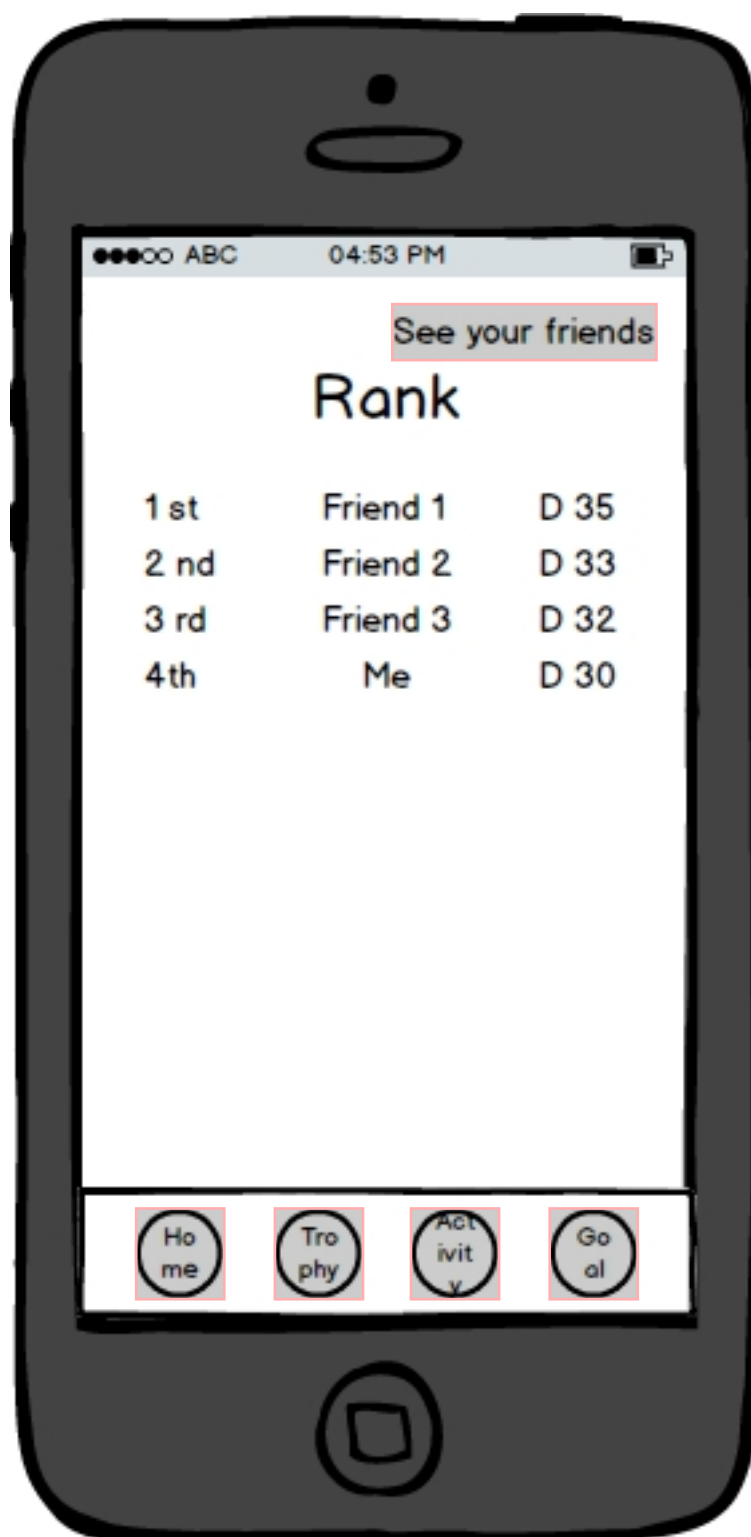 ABC 04:53 PM
See your friends
Rank
1 st Friend 1 D 35
2 nd Friend 2 D 33
3 rd Friend 3 D 32
4th Me D 30
Ho
me
Tro
phy
Act
ivit
y
Go
al